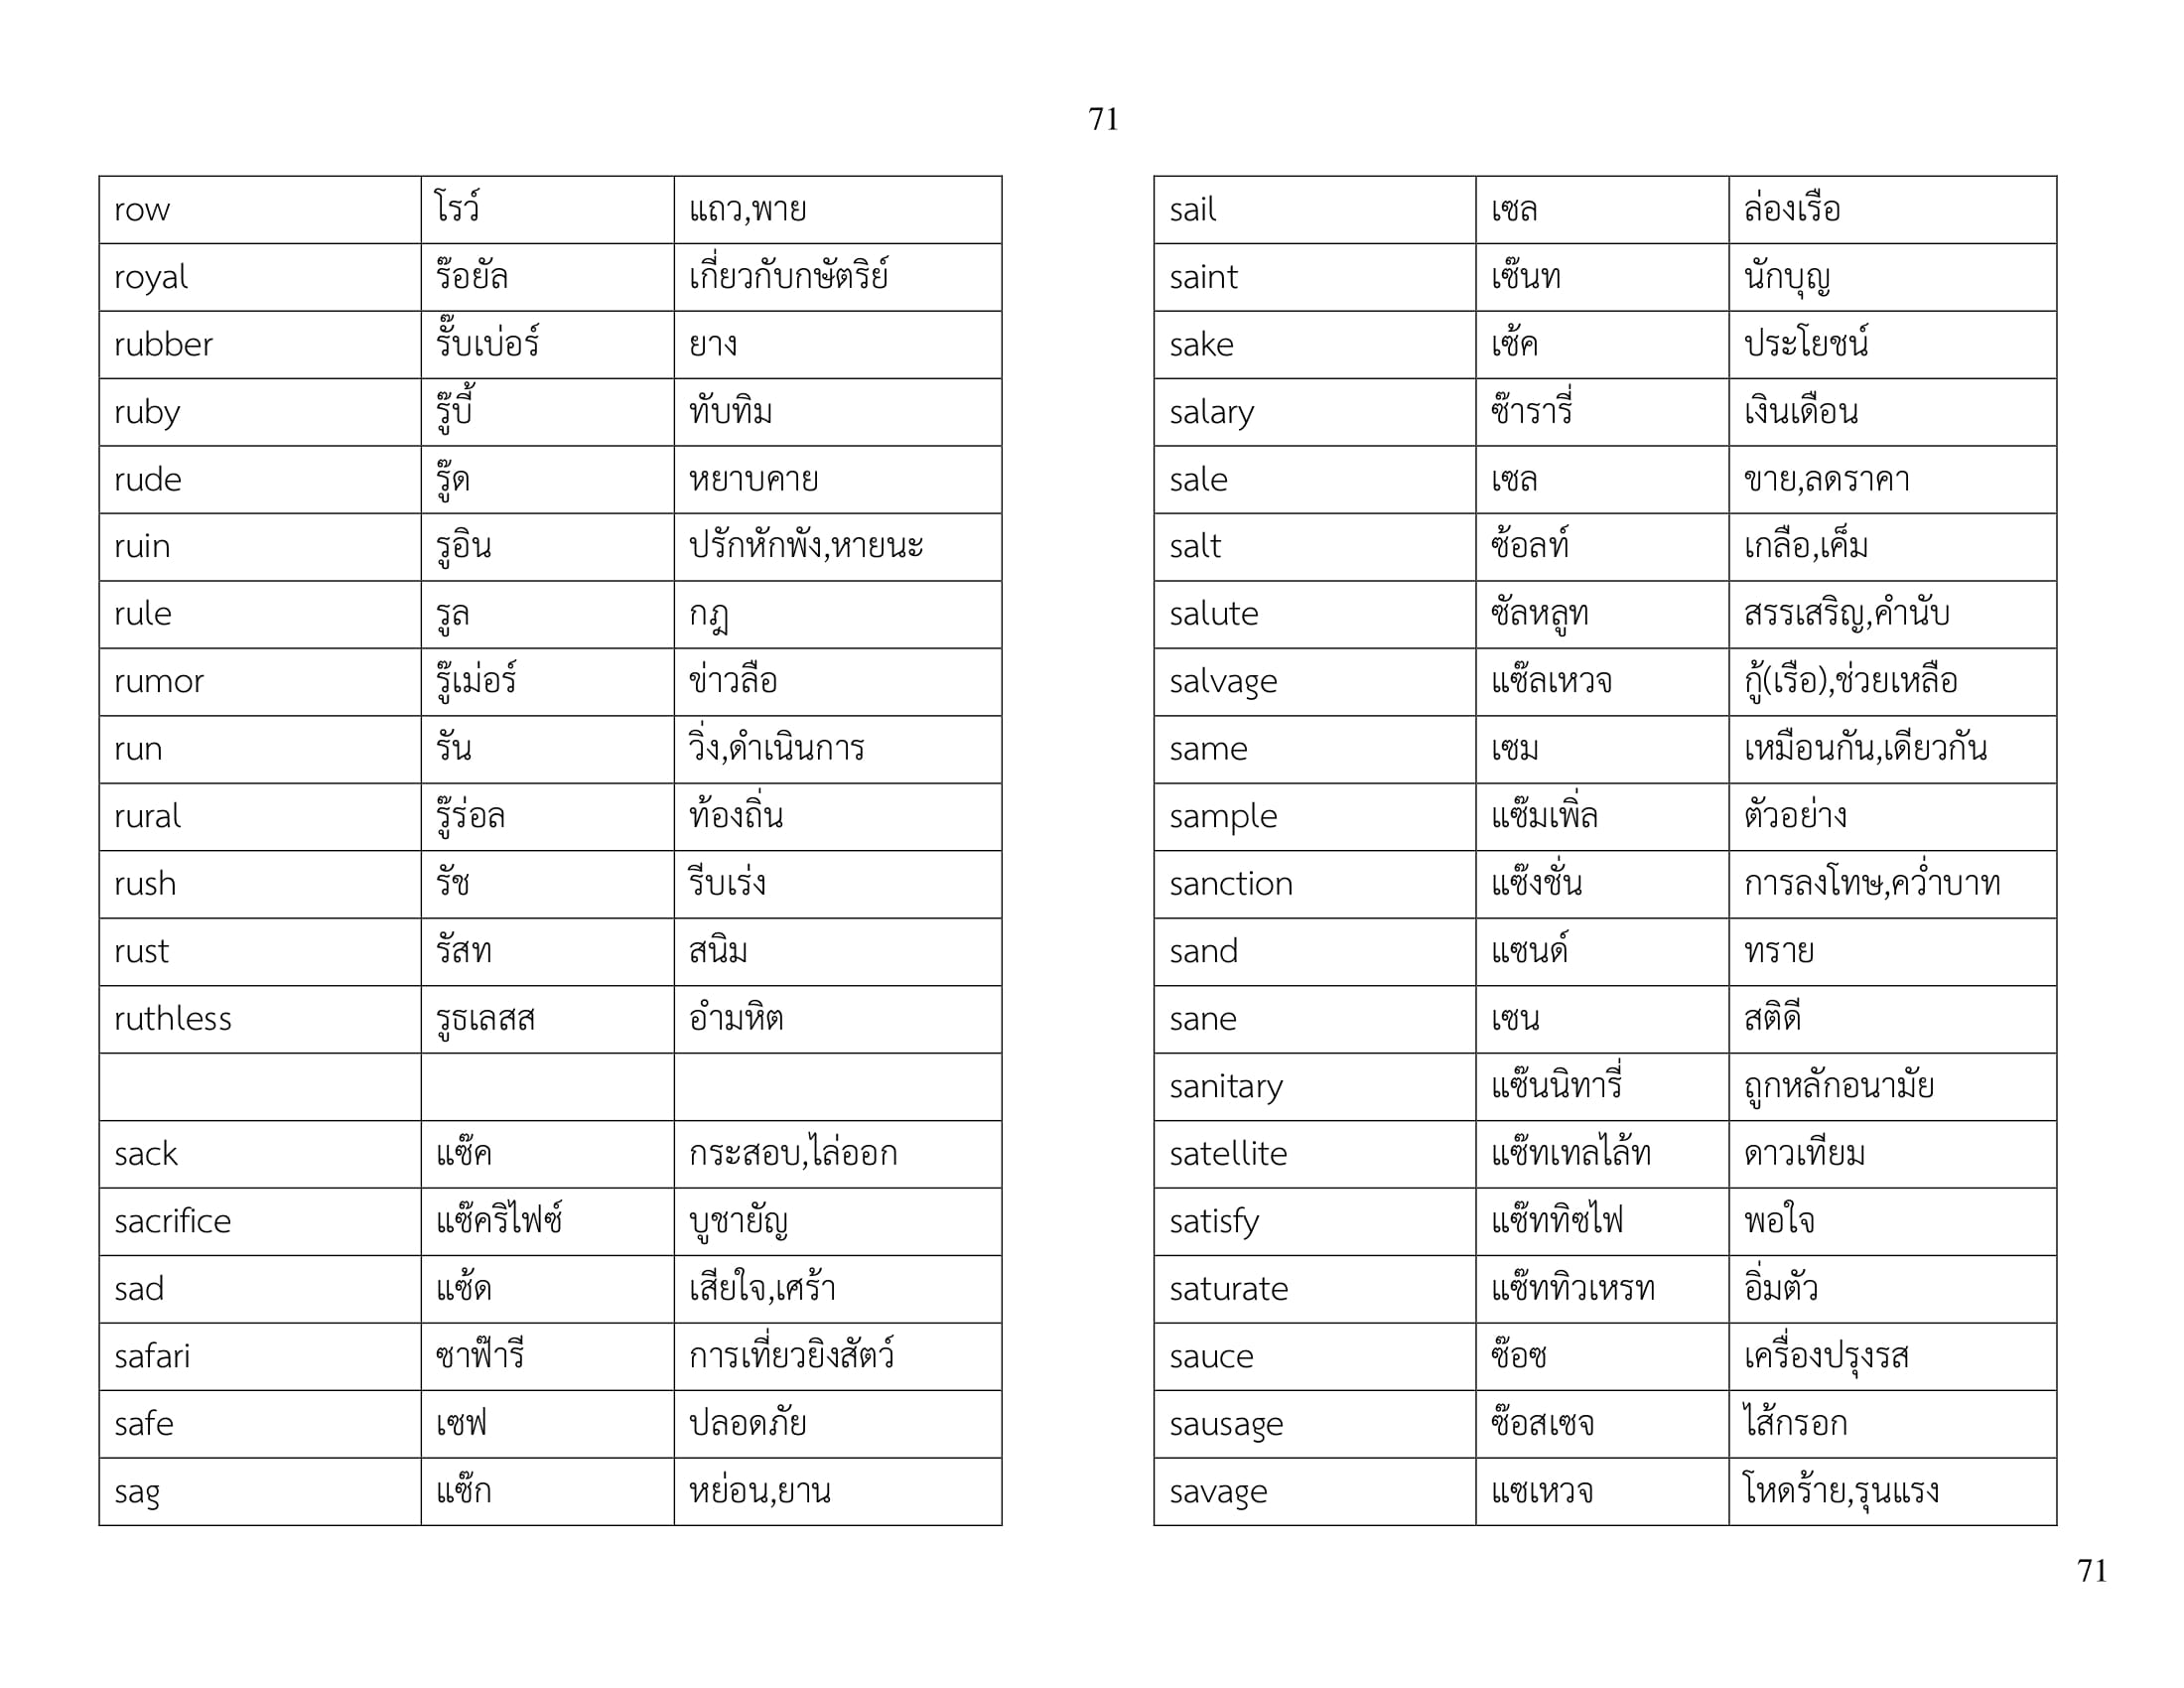 71
row โรว์ แถว,พาย
royal ร๊อยัล เกี่ยวกับกษัตริย์
rubber รั๊บเบ่อร์ ยาง
ruby รู๊บี้ ทับทิม
rude รู๊ด หยาบคาย
ruin รูอิน ปรักหักพัง,หายนะ
rule รูล กฎ
rumor รู๊เม่อร์ ข่าวลือ
run รัน วิ่ง,ดำเนินการ
rural รู๊ร่อล ท้องถิ่น
rush รัช รีบเร่ง
rust รัสท สนิม
ruthless รูธเลสส อำมหิต
sack แซ๊ค กระสอบ,ไล่ออก
sacrifice แซ๊คริไฟซ์ บูชายัญ
sad แซ้ด เสียใจ,เศร้า
safari ซาฟ๊ารี การเที่ยวยิงสัตว์
safe เซฟ ปลอดภัย
sag แซ๊ก หย่อน,ยาน
sail เซล ล่องเรือ
saint เซ๊นท นักบุญ
sake เซ้ค ประโยชน์
salary ซ๊ารารี่ เงินเดือน
sale เซล ขาย,ลดราคา
salt ซ้อลท์ เกลือ,เค็ม
salute ซัลหลูท สรรเสริญ,คำนับ
salvage แซ๊ลเหวจ กู้(เรือ),ช่วยเหลือ
same เซม เหมือนกัน,เดียวกัน
sample แซ๊มเพิ่ล ตัวอย่าง
sanction แซ๊งชั่น การลงโทษ,คว่ำบาท
sand แซนด์ ทราย
sane เซน สติดี
sanitary แซ๊นนิทารี่ ถูกหลักอนามัย
satellite แซ๊ทเทลไล้ท ดาวเทียม
satisfy แซ๊ททิซไฟ พอใจ
saturate แซ๊ททิวเหรท อิ่มตัว
sauce ซ๊อซ เครื่องปรุงรส
sausage ซ๊อสเซจ ไส้กรอก
savage แซเหวจ โหดร้าย,รุนแรง
71